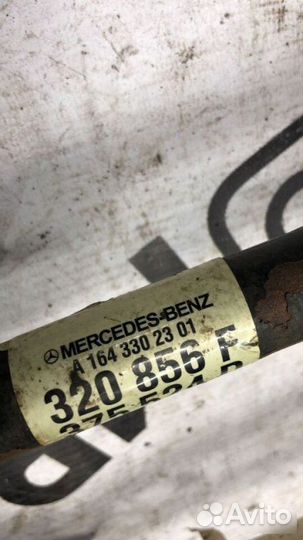 MERCEDES-BENZ
A 164 330 23 01
320 856 F
Avito